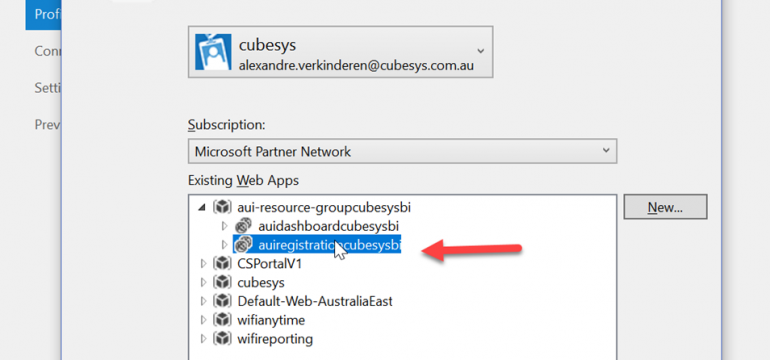 Profi
cubesys
alexandre.verkinderen@cubesys.com.au
Conn
Setti
Prev
Subscription:
Microsoft Partner Network
Existing Web Apps
aui-resource-groupcubesysbi
New...
auidashboardcubesysbi
auiregistrationcubesysbi
CSPortalV1
cubesys
Default-Web-AustraliaEast
wifianytime
wifireporting